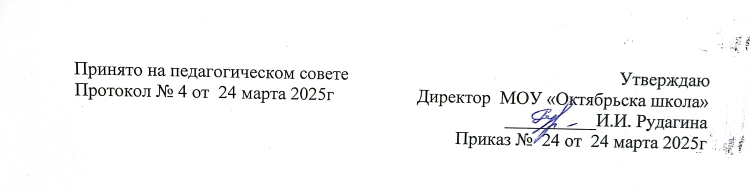 Принято на педагогическом совете
Протокол № 4 от 24 марта 2025г
Утверждаю
Директор МОУ «Октябрьска школа»
____________И.И. Рудагина
Приказ № 24 от 24 марта 2025г